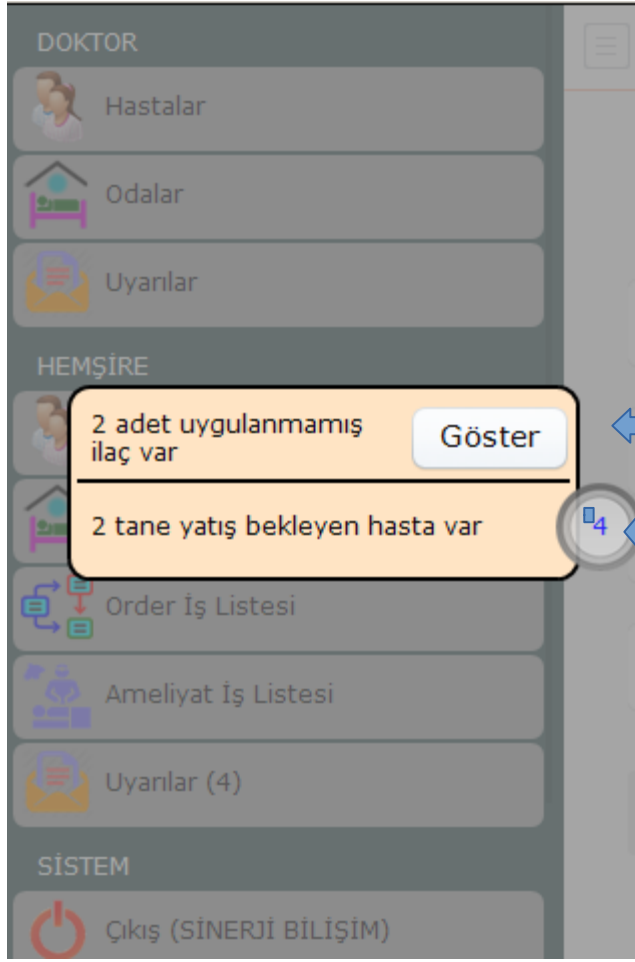 DOKTOR
Hastalar
Odalar
Uyarılar
HEMŞİRE
2 adet uygulanmamış
ilaç var
Göster
2 tane yatış bekleyen hasta var
4
Order İş Listesi
Ameliyat İş Listesi
Uyarılar (4)
SİSTEM
Çıkış (SİNERJİ BİLİŞİM)